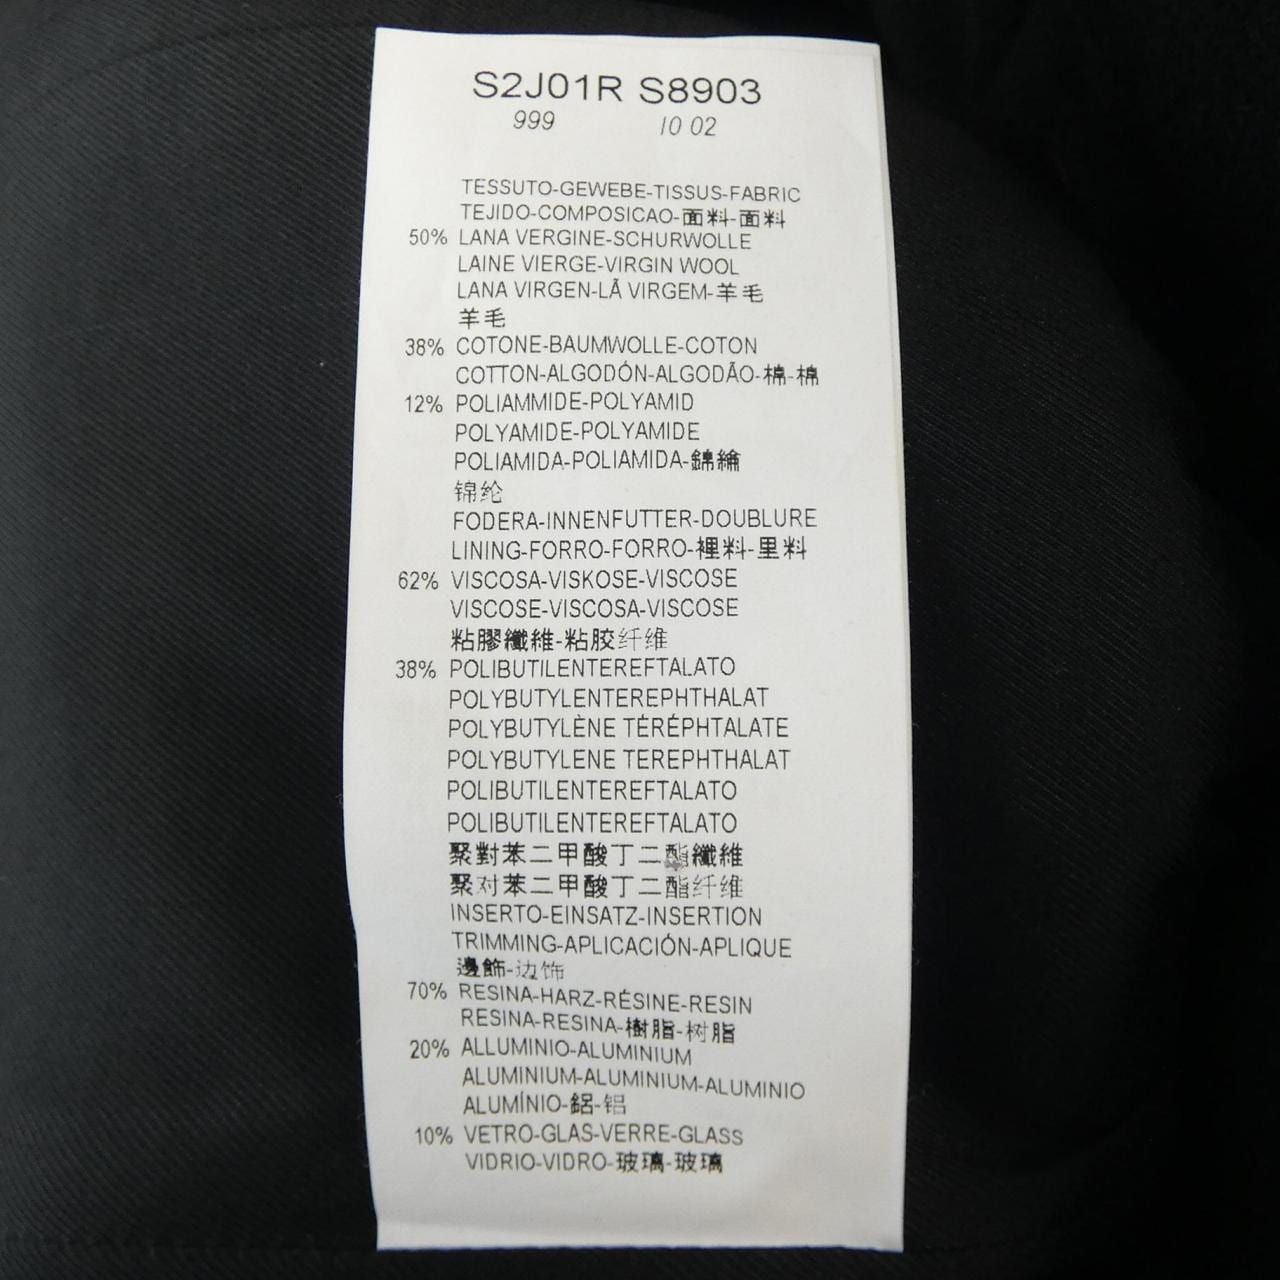 S2J01R S8903
999 10 02
TESSUTO-GEWEBE-TISSUS-FABRIC
TEJIDO-COMPOSICAO-面料-面料
50% LANA VERGINE-SCHURWOLLE
LAINE VIERGE-VIRGIN WOOL
LANA VIRGEN-LÃ VIRGEM-羊毛
羊毛
38% COTONE-BAUMWOLLE-COTON
COTTON-ALGODÓN-ALGODÃO-棉-棉
12% POLIAMMIDE-POLYAMID
POLYAMIDE-POLYAMIDE
POLIAMIDA-POLIAMIDA-錦綸
锦纶
FODERA-INNENFUTTER-DOUBLURE
LINING-FORRO-FORRO-裡料-里料
62% VISCOSA-VISKOSE-VISCOSE
VISCOSE-VISCOSA-VISCOSE
粘膠纖維-粘胶纤维
38% POLIBUTILENTEREFTALATO
POLYBUTYLENTEREPHTHALAT
POLYBUTYLÈNE TÉRÉPHTALATE
POLYBUTYLENE TEREPHTHALAT
POLIBUTILENTEREFTALATO
POLIBUTILENTEREFTALATO
聚對苯二甲酸丁二酯纖維
聚对苯二甲酸丁二酯纤维
INSERTO-EINSATZ-INSERTION
TRIMMING-APLICACIÓN-APLIQUE
邊飾-边饰
70% RESINA-HARZ-RÉSINE-RESIN
RESINA-RESINA-樹脂-树脂
20% ALLUMINIO-ALUMINIUM
ALUMINIUM-ALUMINIUM-ALUMINIO
ALUMÍNIO-鋁-铝
10% VETRO-GLAS-VERRE-GLASS
VIDRIO-VIDRO-玻璃-玻璃